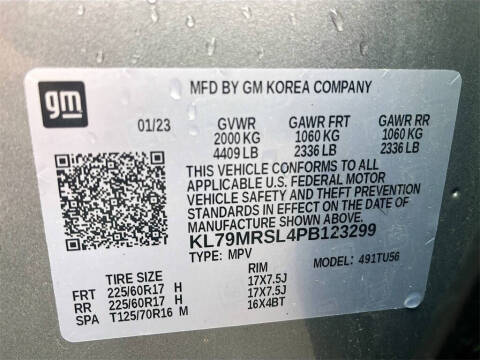 gm
MFD BY GM KOREA COMPANY
01/23 GVWR GAWR FRT GAWR RR
2000 KG 1060 KG 1060 KG
4409 LB 2336 LB 2336 LB
THIS VEHICLE CONFORMS TO ALL
APPLICABLE U.S. FEDERAL MOTOR
VEHICLE SAFETY AND THEFT PREVENTION
STANDARDS IN EFFECT ON THE DATE OF
MANUFACTURE SHOWN ABOVE.
KL79MRSL4PB123299
TYPE: MPV MODEL: 491TU56
TIRE SIZE RIM
FRT 225/60R17 H 17X7.5J
RR 225/60R17 H 17X7.5J
SPA T125/70R16 M 16X4BT